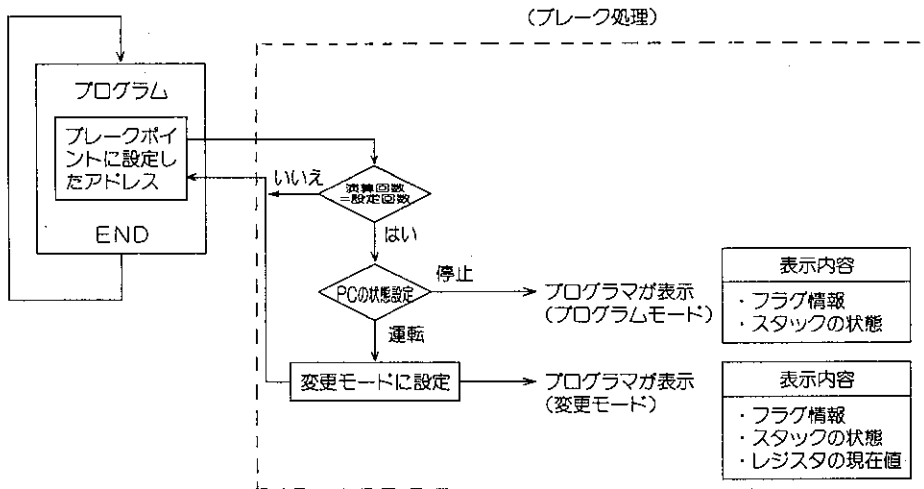 (ブレーク処理)
プログラム
ブレークポイ
ントに設定し
たアドレス
END
いいえ
演算回数
=設定回数
はい
PCの状態設定
停止
運転
変更モードに設定
プログラマが表示
(プログラムモード)
表示内容
・フラグ情報
・スタックの状態
プログラマが表示
(変更モード)
表示内容
・フラグ情報
・スタックの状態
・レジスタの現在値